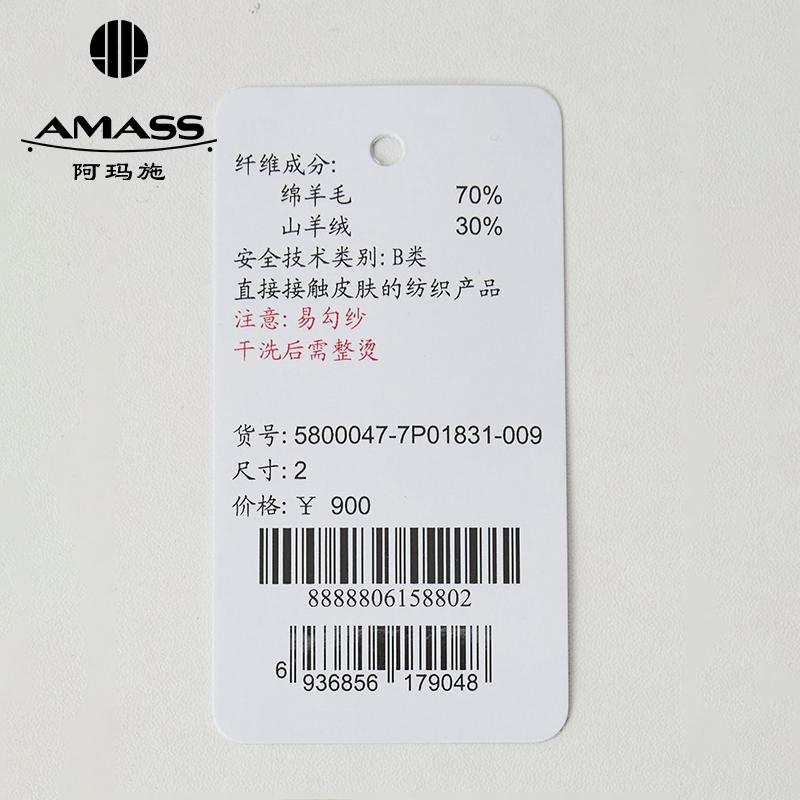 AMASS
阿玛施
纤维成分:
绵羊毛 70%
山羊绒 30%
安全技术类别: B类
直接接触皮肤的纺织产品
注意: 易勾纱
干洗后需整烫
货号: 5800047-7P01831-009
尺寸: 2
价格: ¥ 900
8888806158802
6 936856 179048